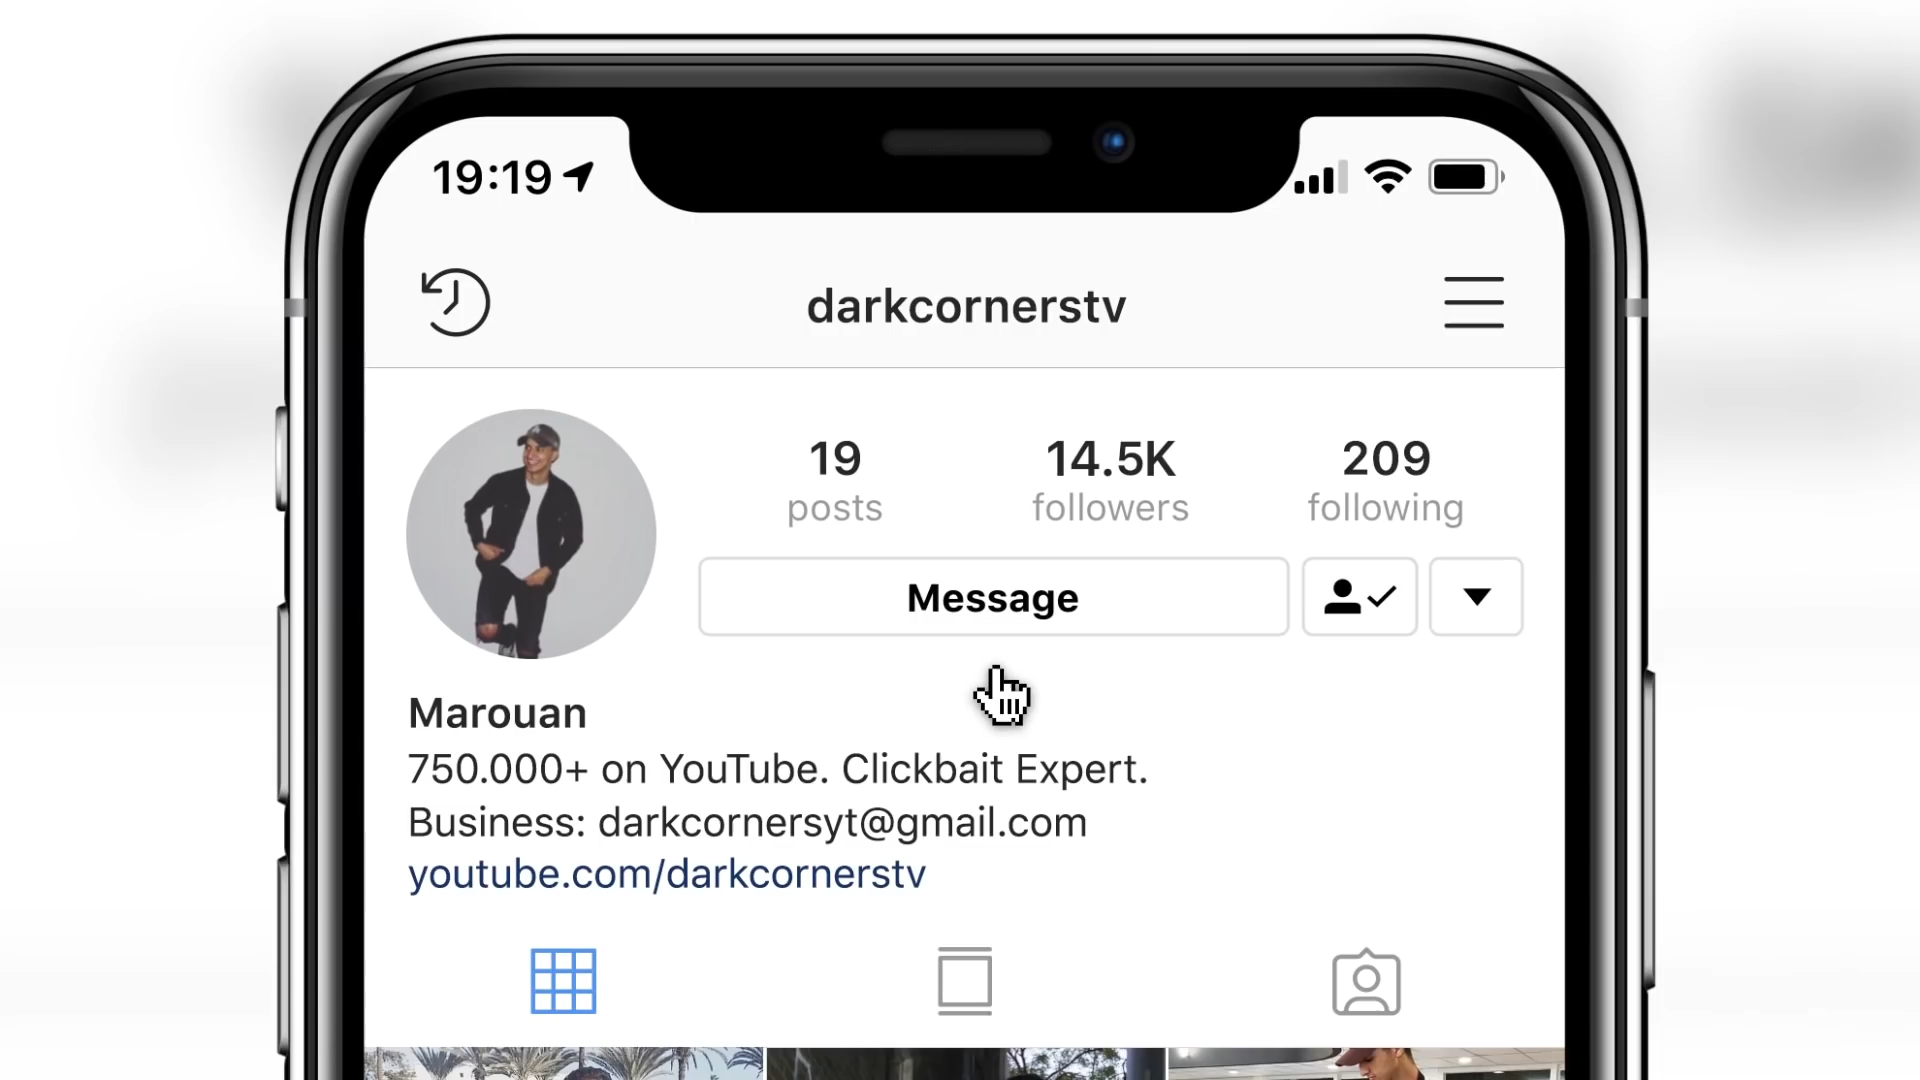 19:19
darkcornerstv
19 14.5K 209
posts followers following
Message
Marouan
750.000+ on YouTube. Clickbait Expert.
Business: darkcornersyt@gmail.com
youtube.com/darkcornerstv